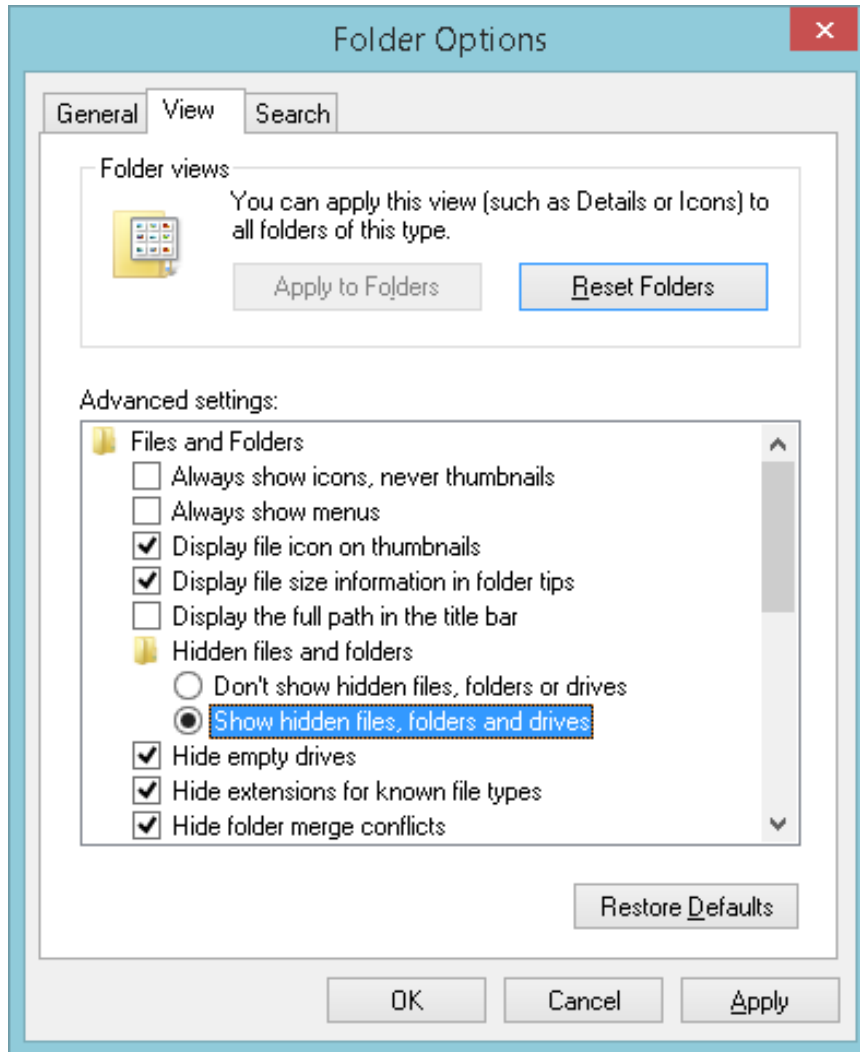 Folder Options
General View Search
Folder views
You can apply this view (such as Details or Icons) to
all folders of this type.
Apply to Folders Reset Folders
Advanced settings:
Files and Folders
Always show icons, never thumbnails
Always show menus
Display file icon on thumbnails
Display file size information in folder tips
Display the full path in the title bar
Hidden files and folders
Don't show hidden files, folders or drives
Show hidden files, folders and drives
Hide empty drives
Hide extensions for known file types
Hide folder merge conflicts
Restore Defaults
OK Cancel Apply